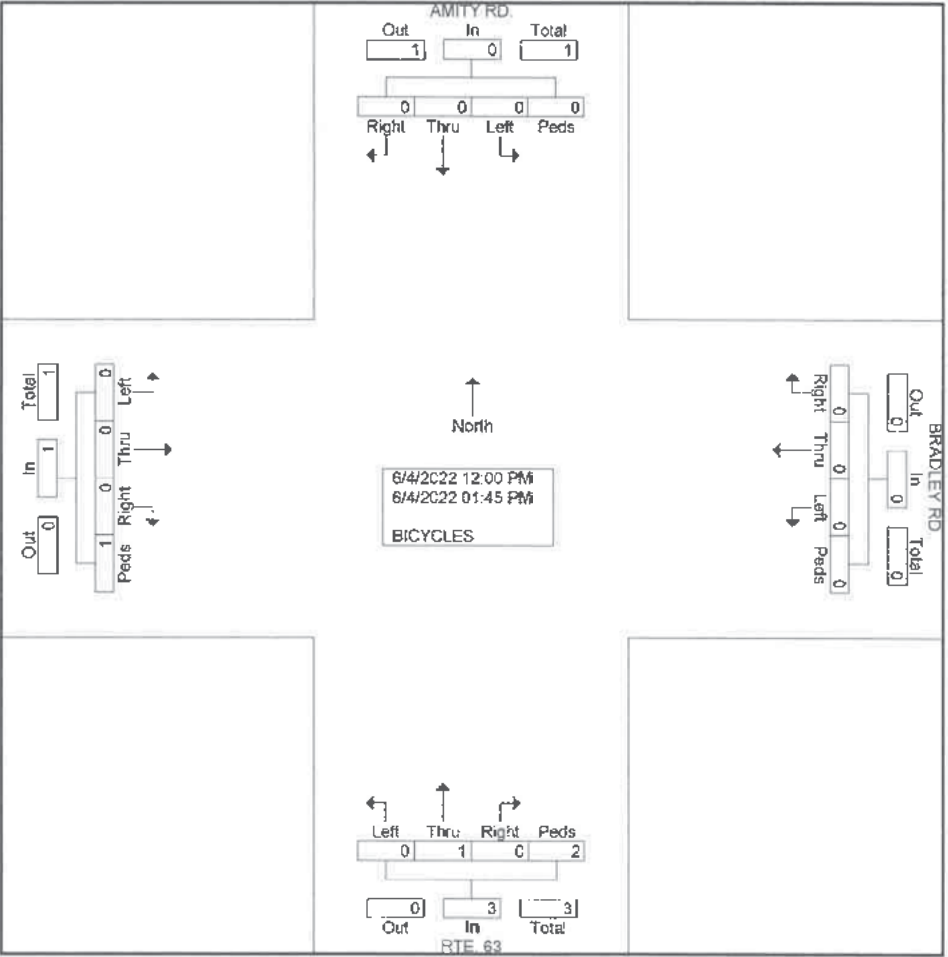 AMITY RD.
Out In Total
1 0 1
0 0 0 0
Right Thru Left Peds
Total In Out
1 1 0
0 0 0 1
Left Thru Right Peds
North
6/4/2022 12:00 PM
6/4/2022 01:45 PM
BICYCLES
Right Thru Left Peds
0 0 0 0
Out In Total
0 0 0
BRADLEY RD.
Left Thru Right Peds
0 1 0 2
0 3 3
Out In Total
RTE. 63